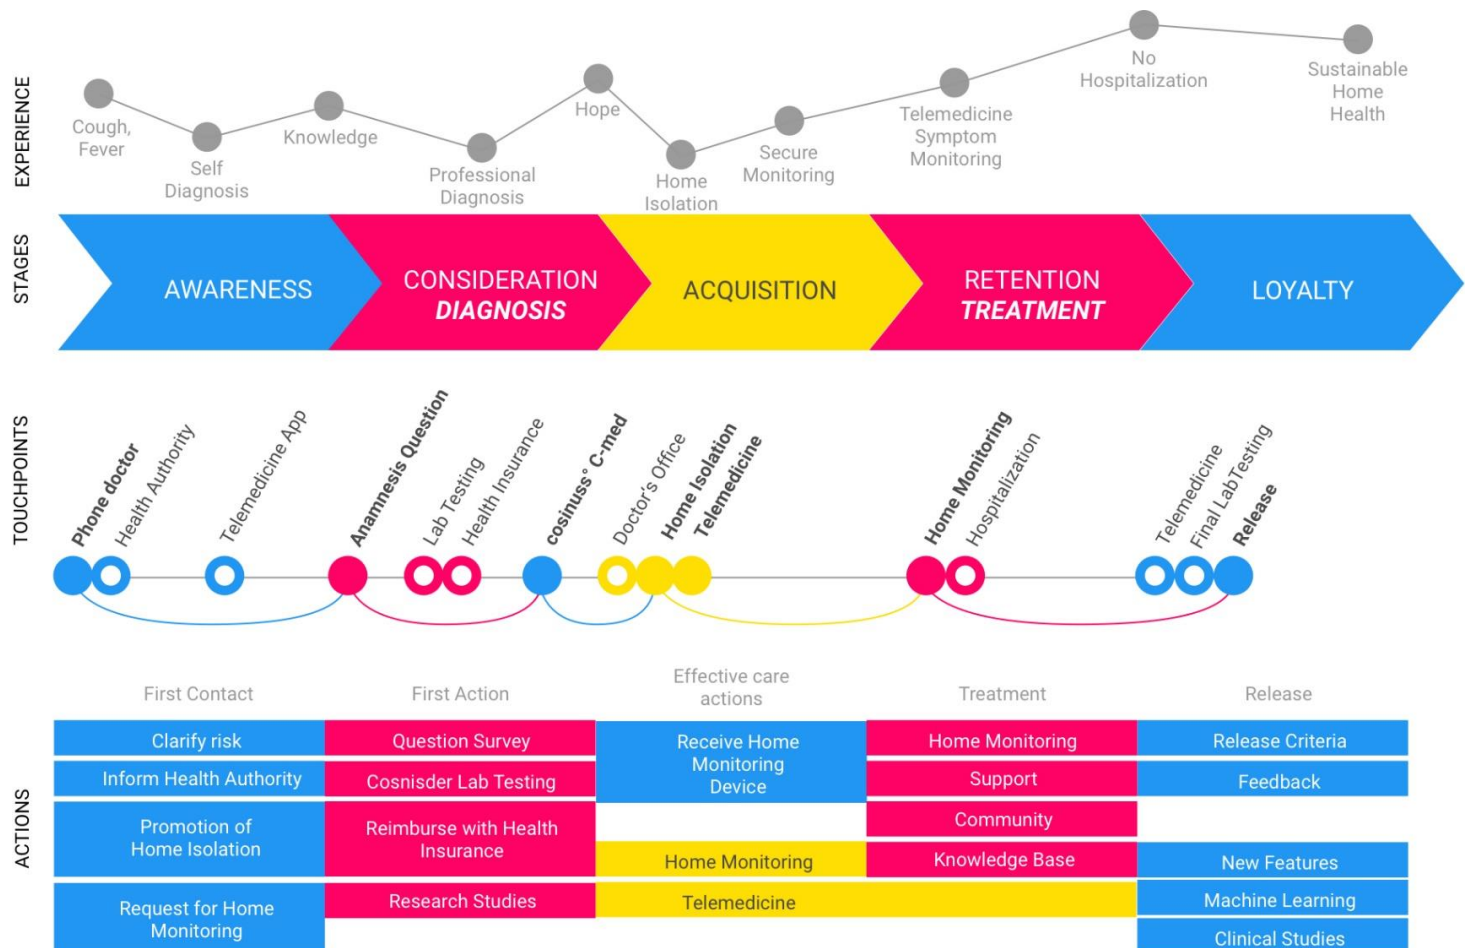 EXPERIENCE
Cough,
Fever
Self
Diagnosis
Knowledge
Professional
Diagnosis
Hope
Home
Isolation
Secure
Monitoring
Telemedicine
Symptom
Monitoring
No
Hospitalization
Sustainable
Home
Health
STAGES
AWARENESS
CONSIDERATION
DIAGNOSIS
ACQUISITION
RETENTION
TREATMENT
LOYALTY
TOUCHPOINTS
Phone doctor
Health Authority
Telemedicine App
Anamnesis Question
Lab Testing
Health Insurance
cosinuss° C-med
Doctor's Office
Home Isolation
Telemedicine
Home Monitoring
Hospitalization
Telemedicine
Final LabTesting
Release
ACTIONS
First Contact
Clarify risk
Inform Health Authority
Promotion of
Home Isolation
Request for Home
Monitoring
First Action
Question Survey
Cosnisder Lab Testing
Reimburse with Health
Insurance
Research Studies
Effective care
actions
Receive Home
Monitoring
Device
Home Monitoring
Telemedicine
Treatment
Home Monitoring
Support
Community
Knowledge Base
Release
Release Criteria
Feedback
New Features
Machine Learning
Clinical Studies